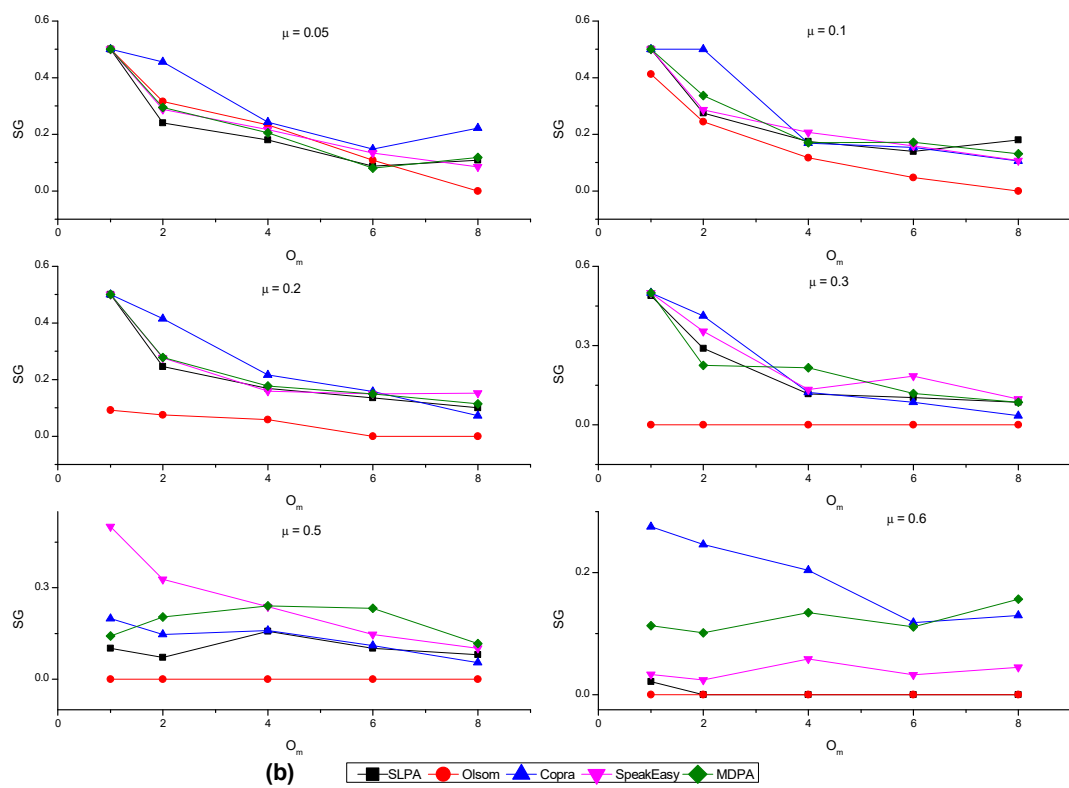 μ = 0.05
SG
0.6
0.4
0.2
0.0
0 2 4 6 8
Om
μ = 0.1
SG
0.6
0.4
0.2
0.0
0 2 4 6 8
Om
μ = 0.2
SG
0.6
0.4
0.2
0.0
0 2 4 6 8
Om
μ = 0.3
SG
0.6
0.3
0.0
0 2 4 6 8
Om
μ = 0.5
SG
0.3
0.0
0 2 4 6 8
Om
μ = 0.6
SG
0.2
0.0
0 2 4 6 8
Om
(b) SLPA Olsom Copra SpeakEasy MDPA